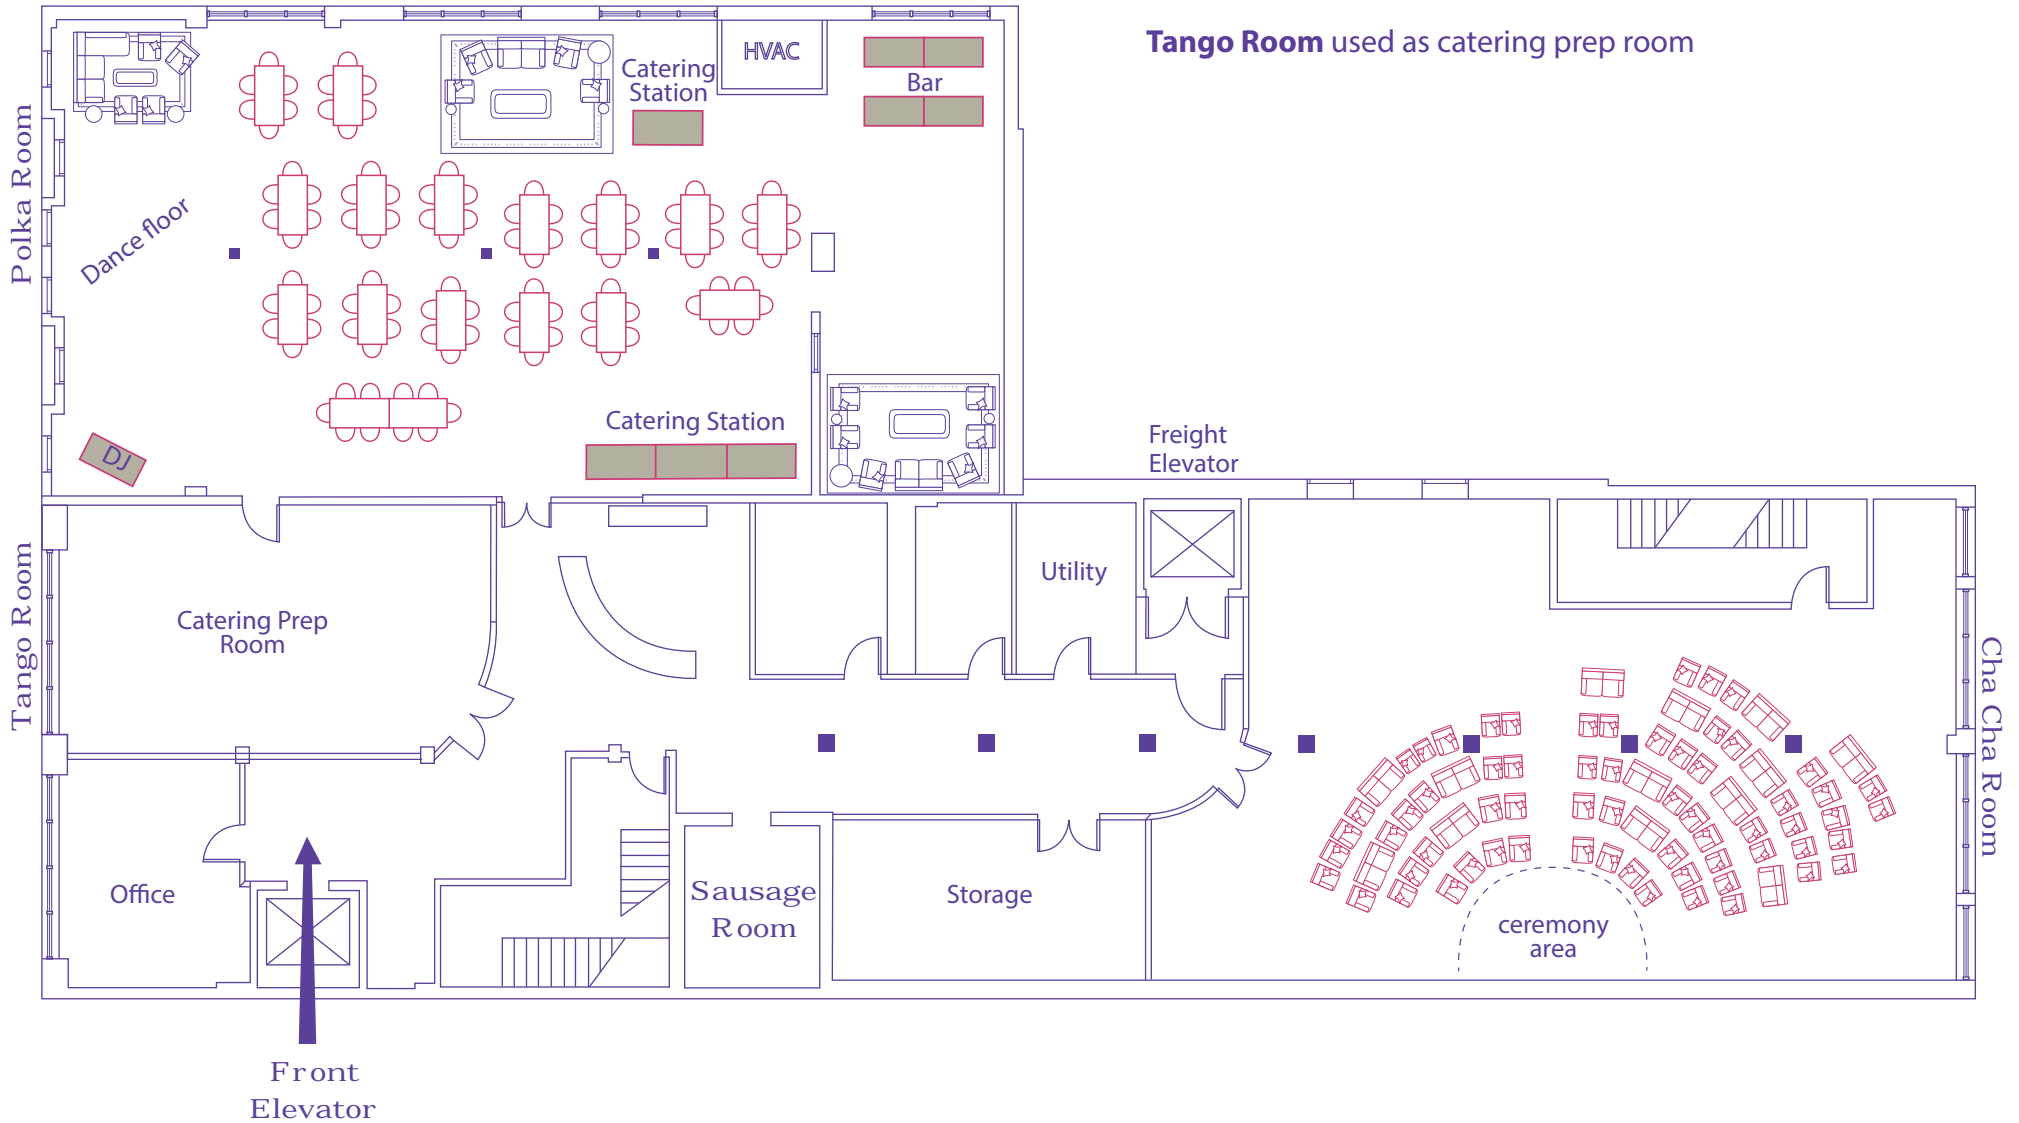 Tango Room used as catering prep room
HVAC
Catering
Station
Bar
Polka Room
Dance floor
Catering Station
DJ
Freight
Elevator
Tango Room
Catering Prep
Room
Utility
Cha Cha Room
Office
Sausage
Room
Storage
ceremony
area
Front
Elevator